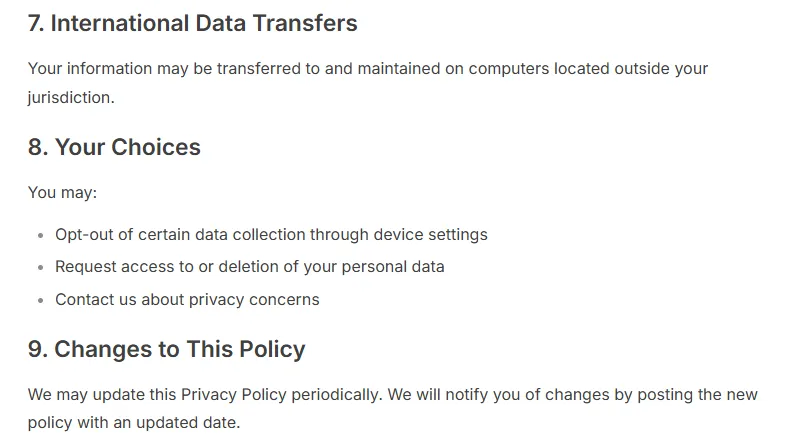 7. International Data Transfers
Your information may be transferred to and maintained on computers located outside your
jurisdiction.
8. Your Choices
You may:
• Opt-out of certain data collection through device settings
• Request access to or deletion of your personal data
• Contact us about privacy concerns
9. Changes to This Policy
We may update this Privacy Policy periodically. We will notify you of changes by posting the new
policy with an updated date.